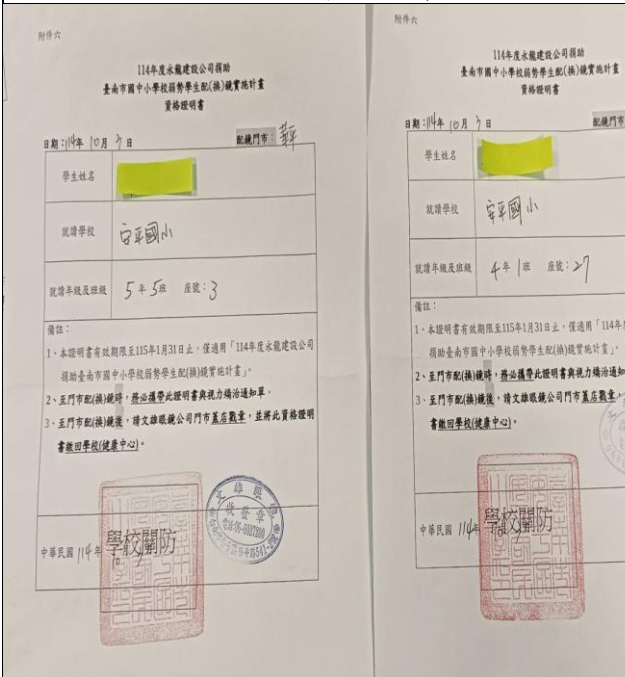 附件六
114年度永龍建設公司捐助
臺南市國中小學校弱勢學生配(換)鏡實施計畫
資格證明書
日期:114年 10月 3日
配鏡門市:
學生姓名
就讀學校
安平國小
就讀年級及班級
5年5班 座號:3
備註:
1、本證明書有效期限至115年1月31日止,僅適用「114年度永龍建設公司
捐助臺南市國中小學校弱勢學生配(換)鏡實施計畫」。
2、至門市配(換)鏡時,務必攜帶此證明書與視力矯治通知單。
3、至門市配(換)鏡後,請文雄眼鏡公司門市蓋店戳章,並將此資格證明
書繳回學校(健康中心)。
中華民國 114年
學校關防
文雄眼鏡
收發章
附件六
114年度永龍建設公司捐助
臺南市國中小學校弱勢學生配(換)鏡實施計畫
資格證明書
日期:114年 10月 3日
配鏡門市
學生姓名
就讀學校
安平國小
就讀年級及班級
4年1班 座號:27
備註:
1、本證明書有效期限至115年1月31日止,僅適用「114年度
捐助臺南市國中小學校弱勢學生配(換)鏡實施計畫」。
2、至門市配(換)鏡時,務必攜帶此證明書與視力矯治通知
3、至門市配(換)鏡後,請文雄眼鏡公司門市蓋店戳章,
書繳回學校(健康中心)。
中華民國 114年
學校關防